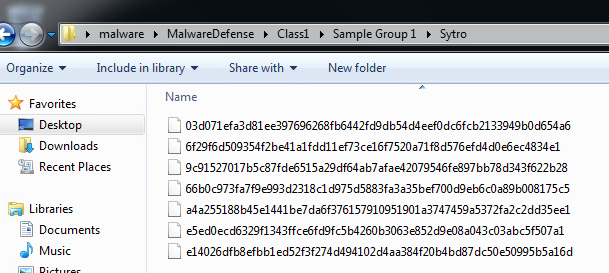 malware ▸ MalwareDefense ▸ Class1 ▸ Sample Group 1 ▸ Sytro
Organize Include in library Share with New folder
Favorites
Desktop
Downloads
Recent Places
Libraries
Documents
Music
Pictures
Name
03d071efa3d81ee397696268fb6442fd9db54d4eef0dc6fcb2133949b0d654a6
6f29f6d509354f2be41a1fdd11ef73ce16f7520a71f8d576efd4d0e6ec4834e1
9c91527017b5c87fde6515a29df64ab7afae42079546fe897bb78d343f622b28
66b0c973fa7f9e993d2318c1d975d5883fa3a35bef700d9eb6c0a89b008175c5
a4a255188b45e1441be7da6f376157910951901a3747459a5372fa2c2dd35ee1
e5ed0ecd6329f1343ffce6fd9fc5b4260b3063e852d9e08a043c03abc5f507a1
e14026dfb8efbb1ed52f3f274d494102d4aa384f20b4bd87dc50e50995b5a16d